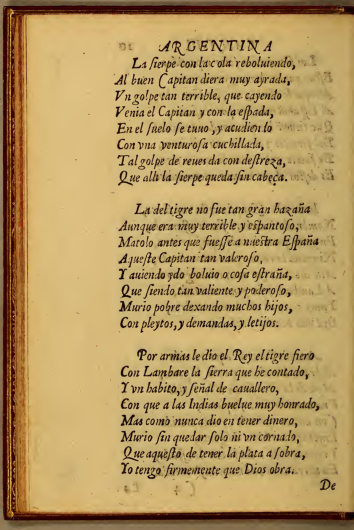 ARGENTINA
La sierpe con la cola reboluiendo,
Al buen Capitan diera muy ayrada,
Vn golpe tan terrible, que cayendo
Venia el Capitan y con la espada,
En el suelo se tuuo, y acudiendo
Con vna venturosa cuchillada,
Tal golpe de reues da con destreza,
Que alli la sierpe queda sin cabeça.
La del tigre no fue tan gran hazaña
Aunque era muy terrible y espantoso,
Matolo antes que fuesse a nuestra España
Aqueste Capitan tan valeroso,
Y auiendo ydo boluio o cosa estraña,
Que siendo tan valiente y poderoso,
Murio pobre dexando muchos hijos,
Con pleytos, y demandas, y letijos.
Por armas le dio el Rey el tigre fiero
Con Lambare la sierra que he contado,
Y vn habito, y señal de cauallero,
Con que a las Indias buelue muy honrado,
Mas como nunca dio en tener dinero,
Murio sin quedar solo ni vn cornado,
Que aquesto de tener la plata a sobra,
Yo tengo firmemente que Dios obra.
De